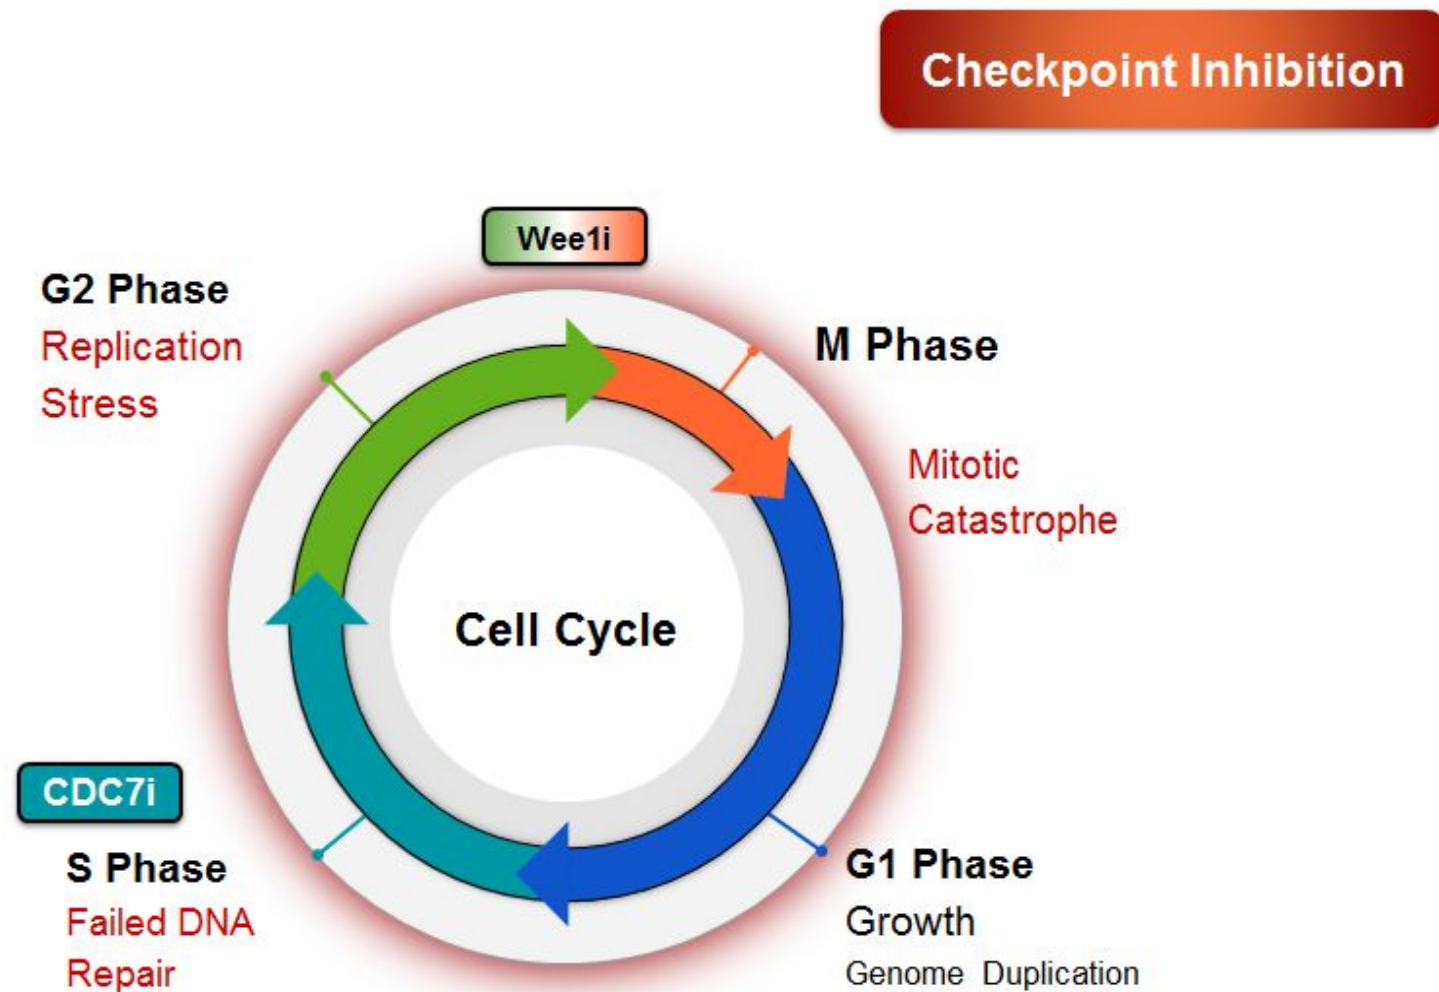 Checkpoint Inhibition
Wee1i
G2 Phase
Replication
Stress
M Phase
Mitotic
Catastrophe
Cell Cycle
CDC7i
S Phase
Failed DNA
Repair
G1 Phase
Growth
Genome Duplication